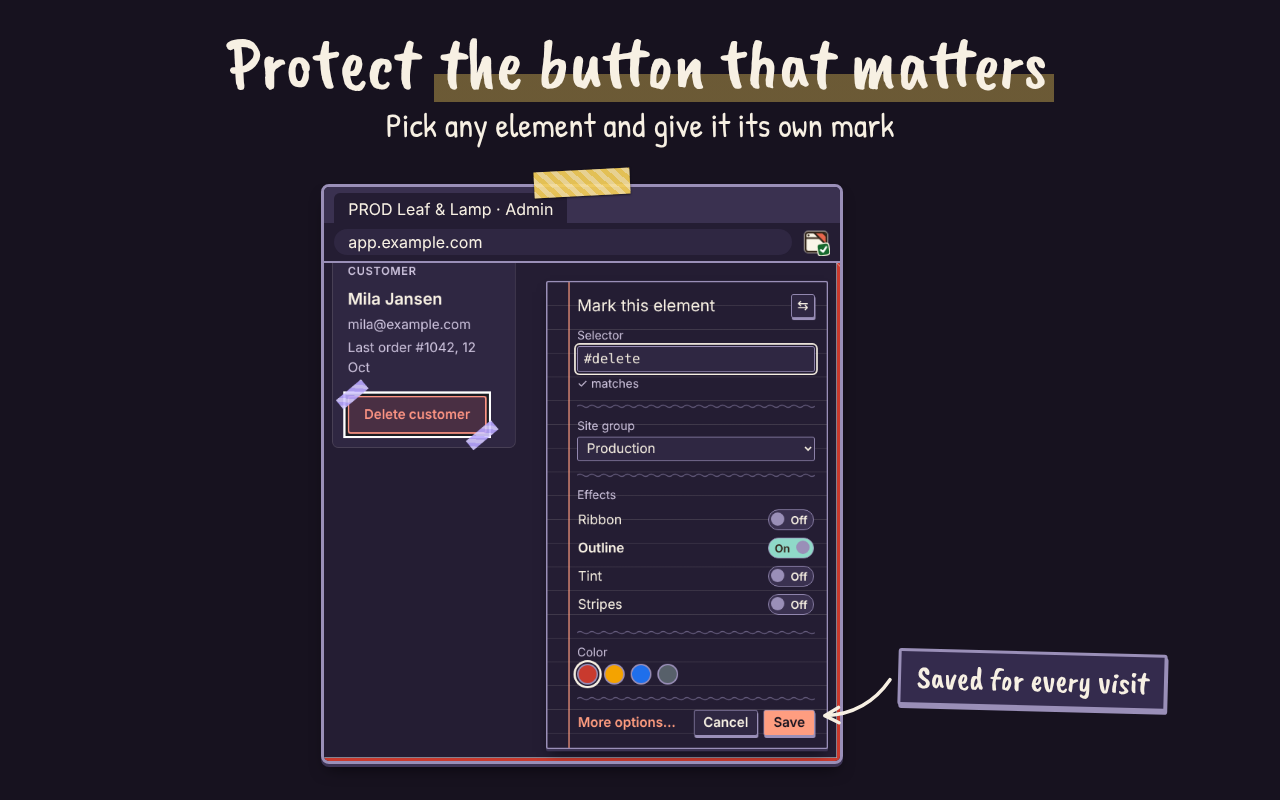 Protect the button that matters
Pick any element and give it its own mark
PROD Leaf & Lamp · Admin
app.example.com
CUSTOMER
Mila Jansen
mila@example.com
Last order #1042, 12
Oct
Delete customer
Mark this element
Selector
#delete
✓ matches
Site group
Production
Effects
Ribbon Off
Outline On
Tint Off
Stripes Off
Color
More options... Cancel Save
Saved for every visit